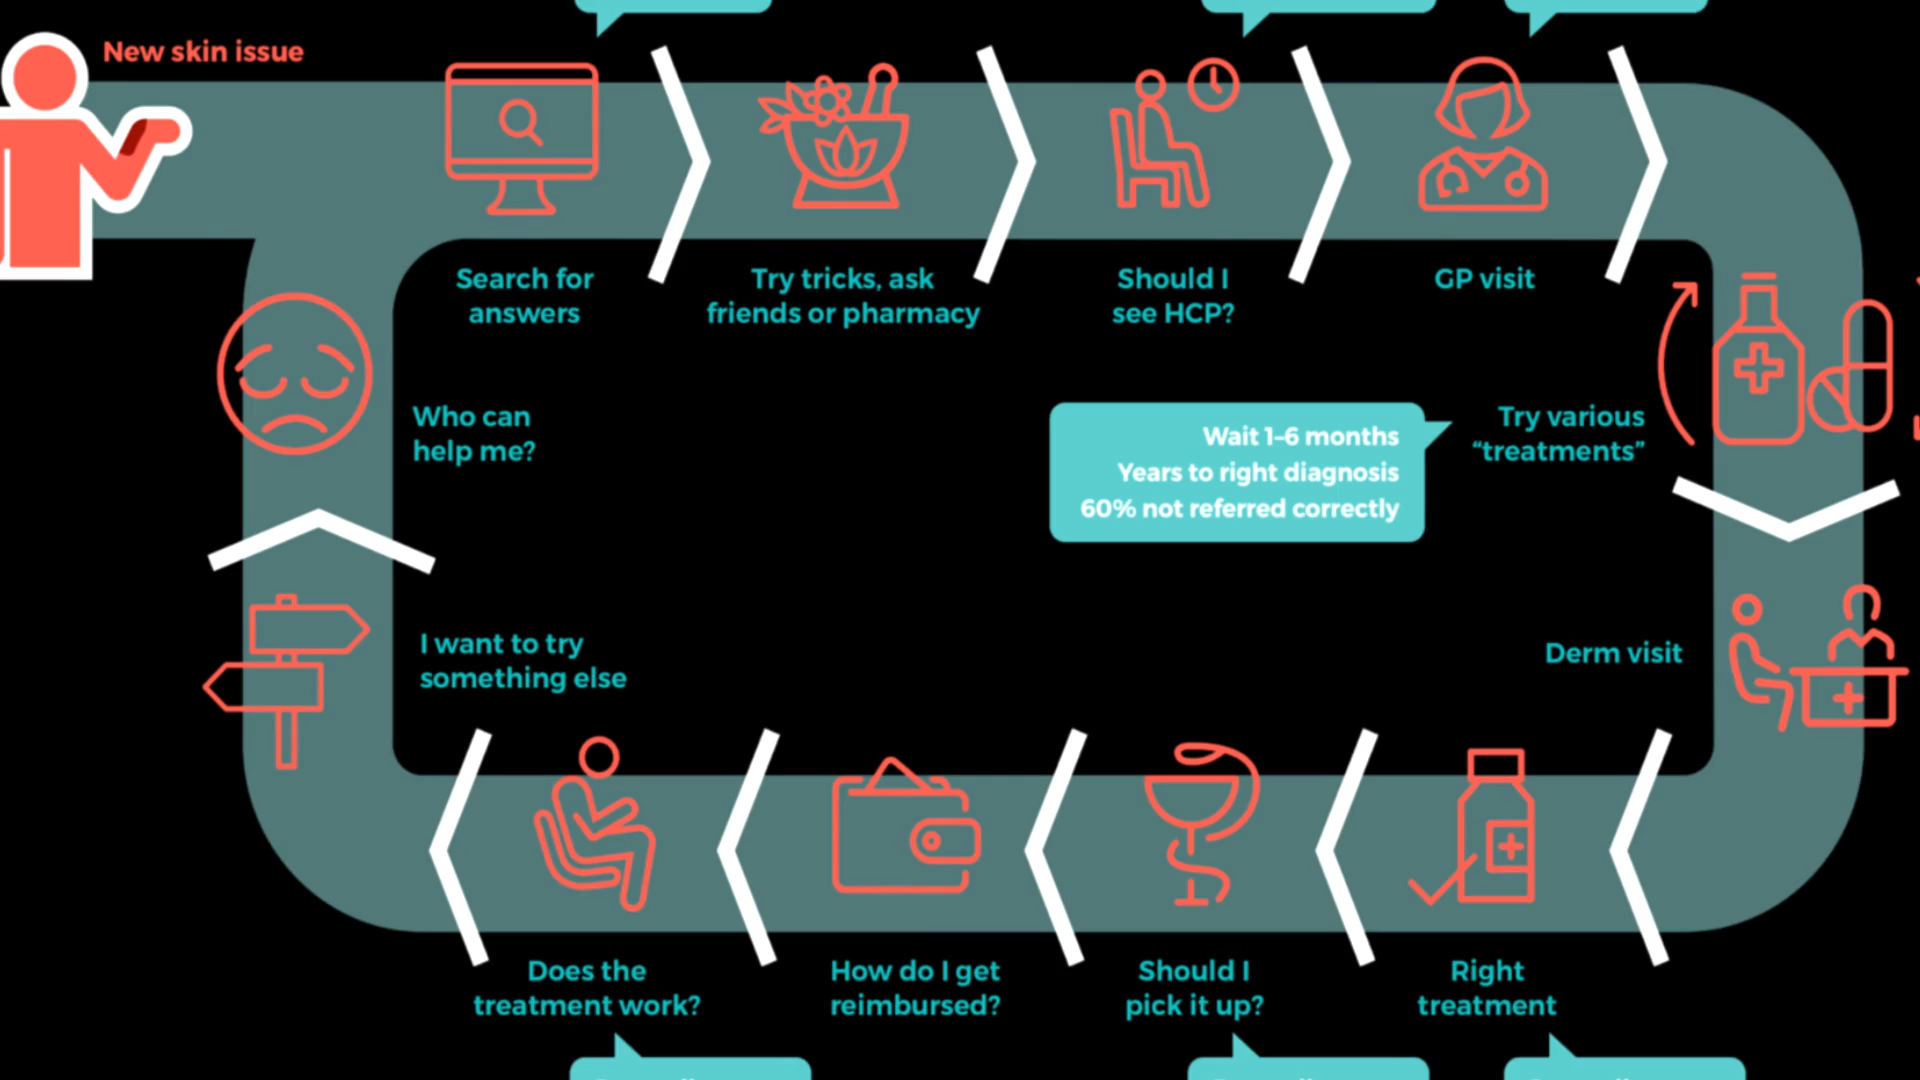 New skin issue
Search for
answers
Try tricks, ask
friends or pharmacy
Should I
see HCP?
GP visit
Who can
help me?
Wait 1-6 months
Years to right diagnosis
60% not referred correctly
Try various
“treatments”
I want to try
something else
Derm visit
Does the
treatment work?
How do I get
reimbursed?
Should I
pick it up?
Right
treatment